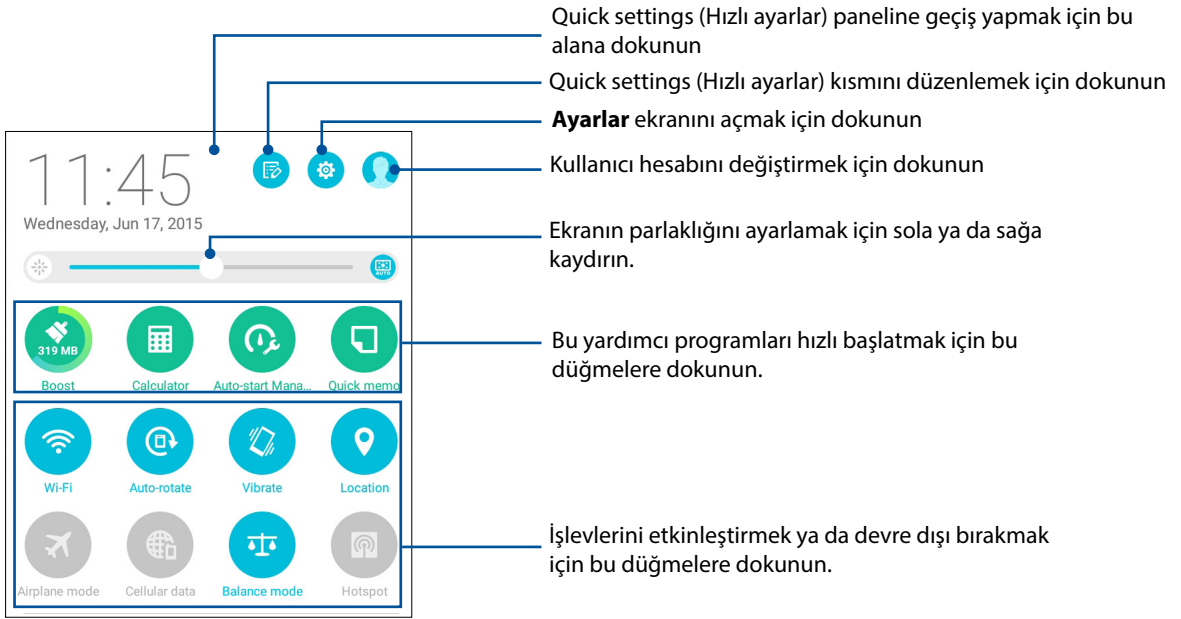 Quick settings (Hızlı ayarlar) paneline geçiş yapmak için bu
alana dokunun
Quick settings (Hızlı ayarlar) kısmını düzenlemek için dokunun
Ayarlar ekranını açmak için dokunun
Kullanıcı hesabını değiştirmek için dokunun
11:45
Wednesday, Jun 17, 2015
Ekranın parlaklığını ayarlamak için sola ya da sağa
kaydırın.
AUTO
319 MB
Boost
Calculator
Auto-start Mana...
Quick memo
Bu yardımcı programları hızlı başlatmak için bu
düğmelere dokunun.
Wi-Fi
Auto-rotate
Vibrate
Location
Airplane mode
Cellular data
Balance mode
Hotspot
İşlevlerini etkinleştirmek ya da devre dışı bırakmak
için bu düğmelere dokunun.